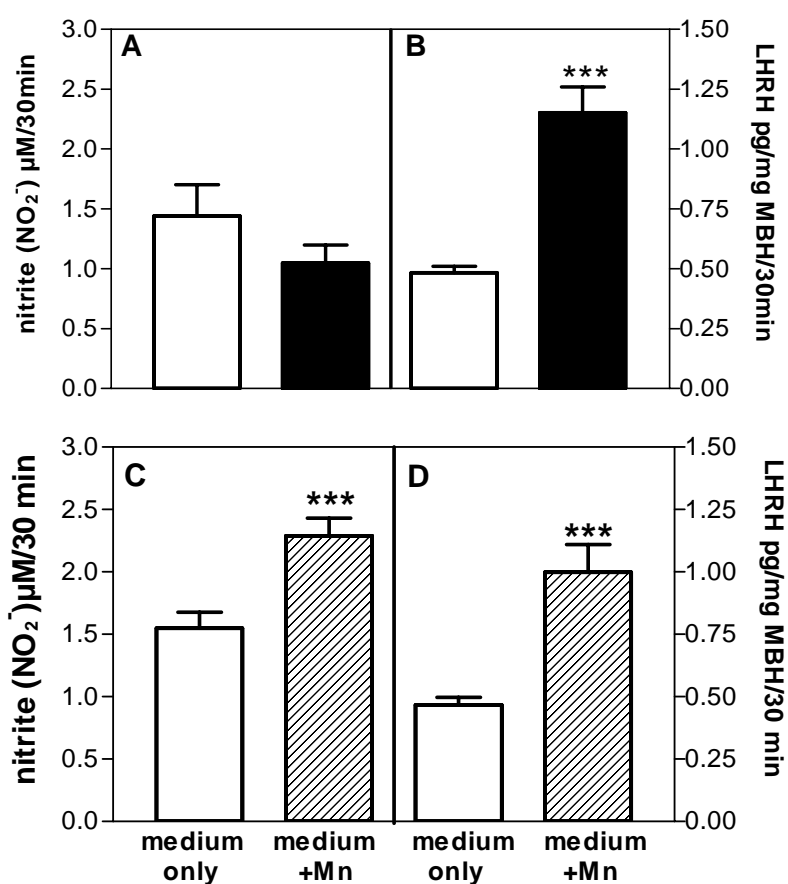 A
B
nitrite (NO₂⁻) µM/30min
3.0
2.5
2.0
1.5
1.0
0.5
0.0
***
1.50
1.25
1.00
0.75
0.50
0.25
0.00
LHRH pg/mg MBH/30min
C
D
nitrite (NO₂⁻)µM/30 min
3.0
2.5
2.0
1.5
1.0
0.5
0.0
***
***
1.50
1.25
1.00
0.75
0.50
0.25
0.00
LHRH pg/mg MBH/30 min
medium only
medium +Mn
medium only
medium +Mn